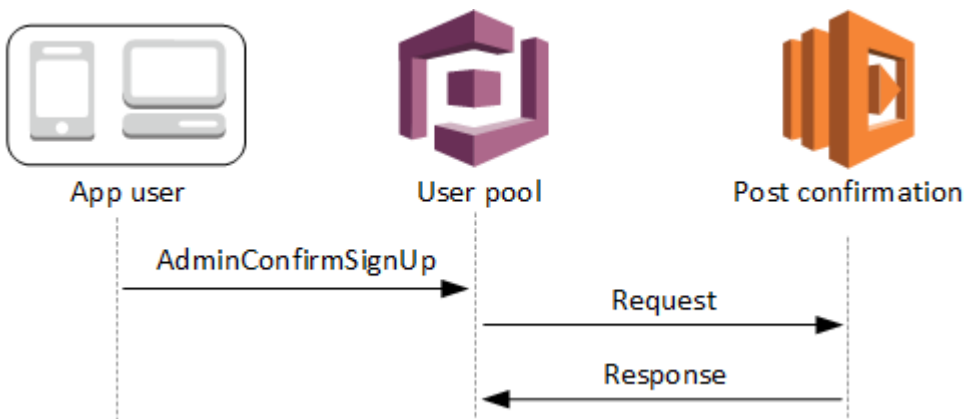 App user
User pool
Post confirmation
AdminConfirmSignUp
Request
Response